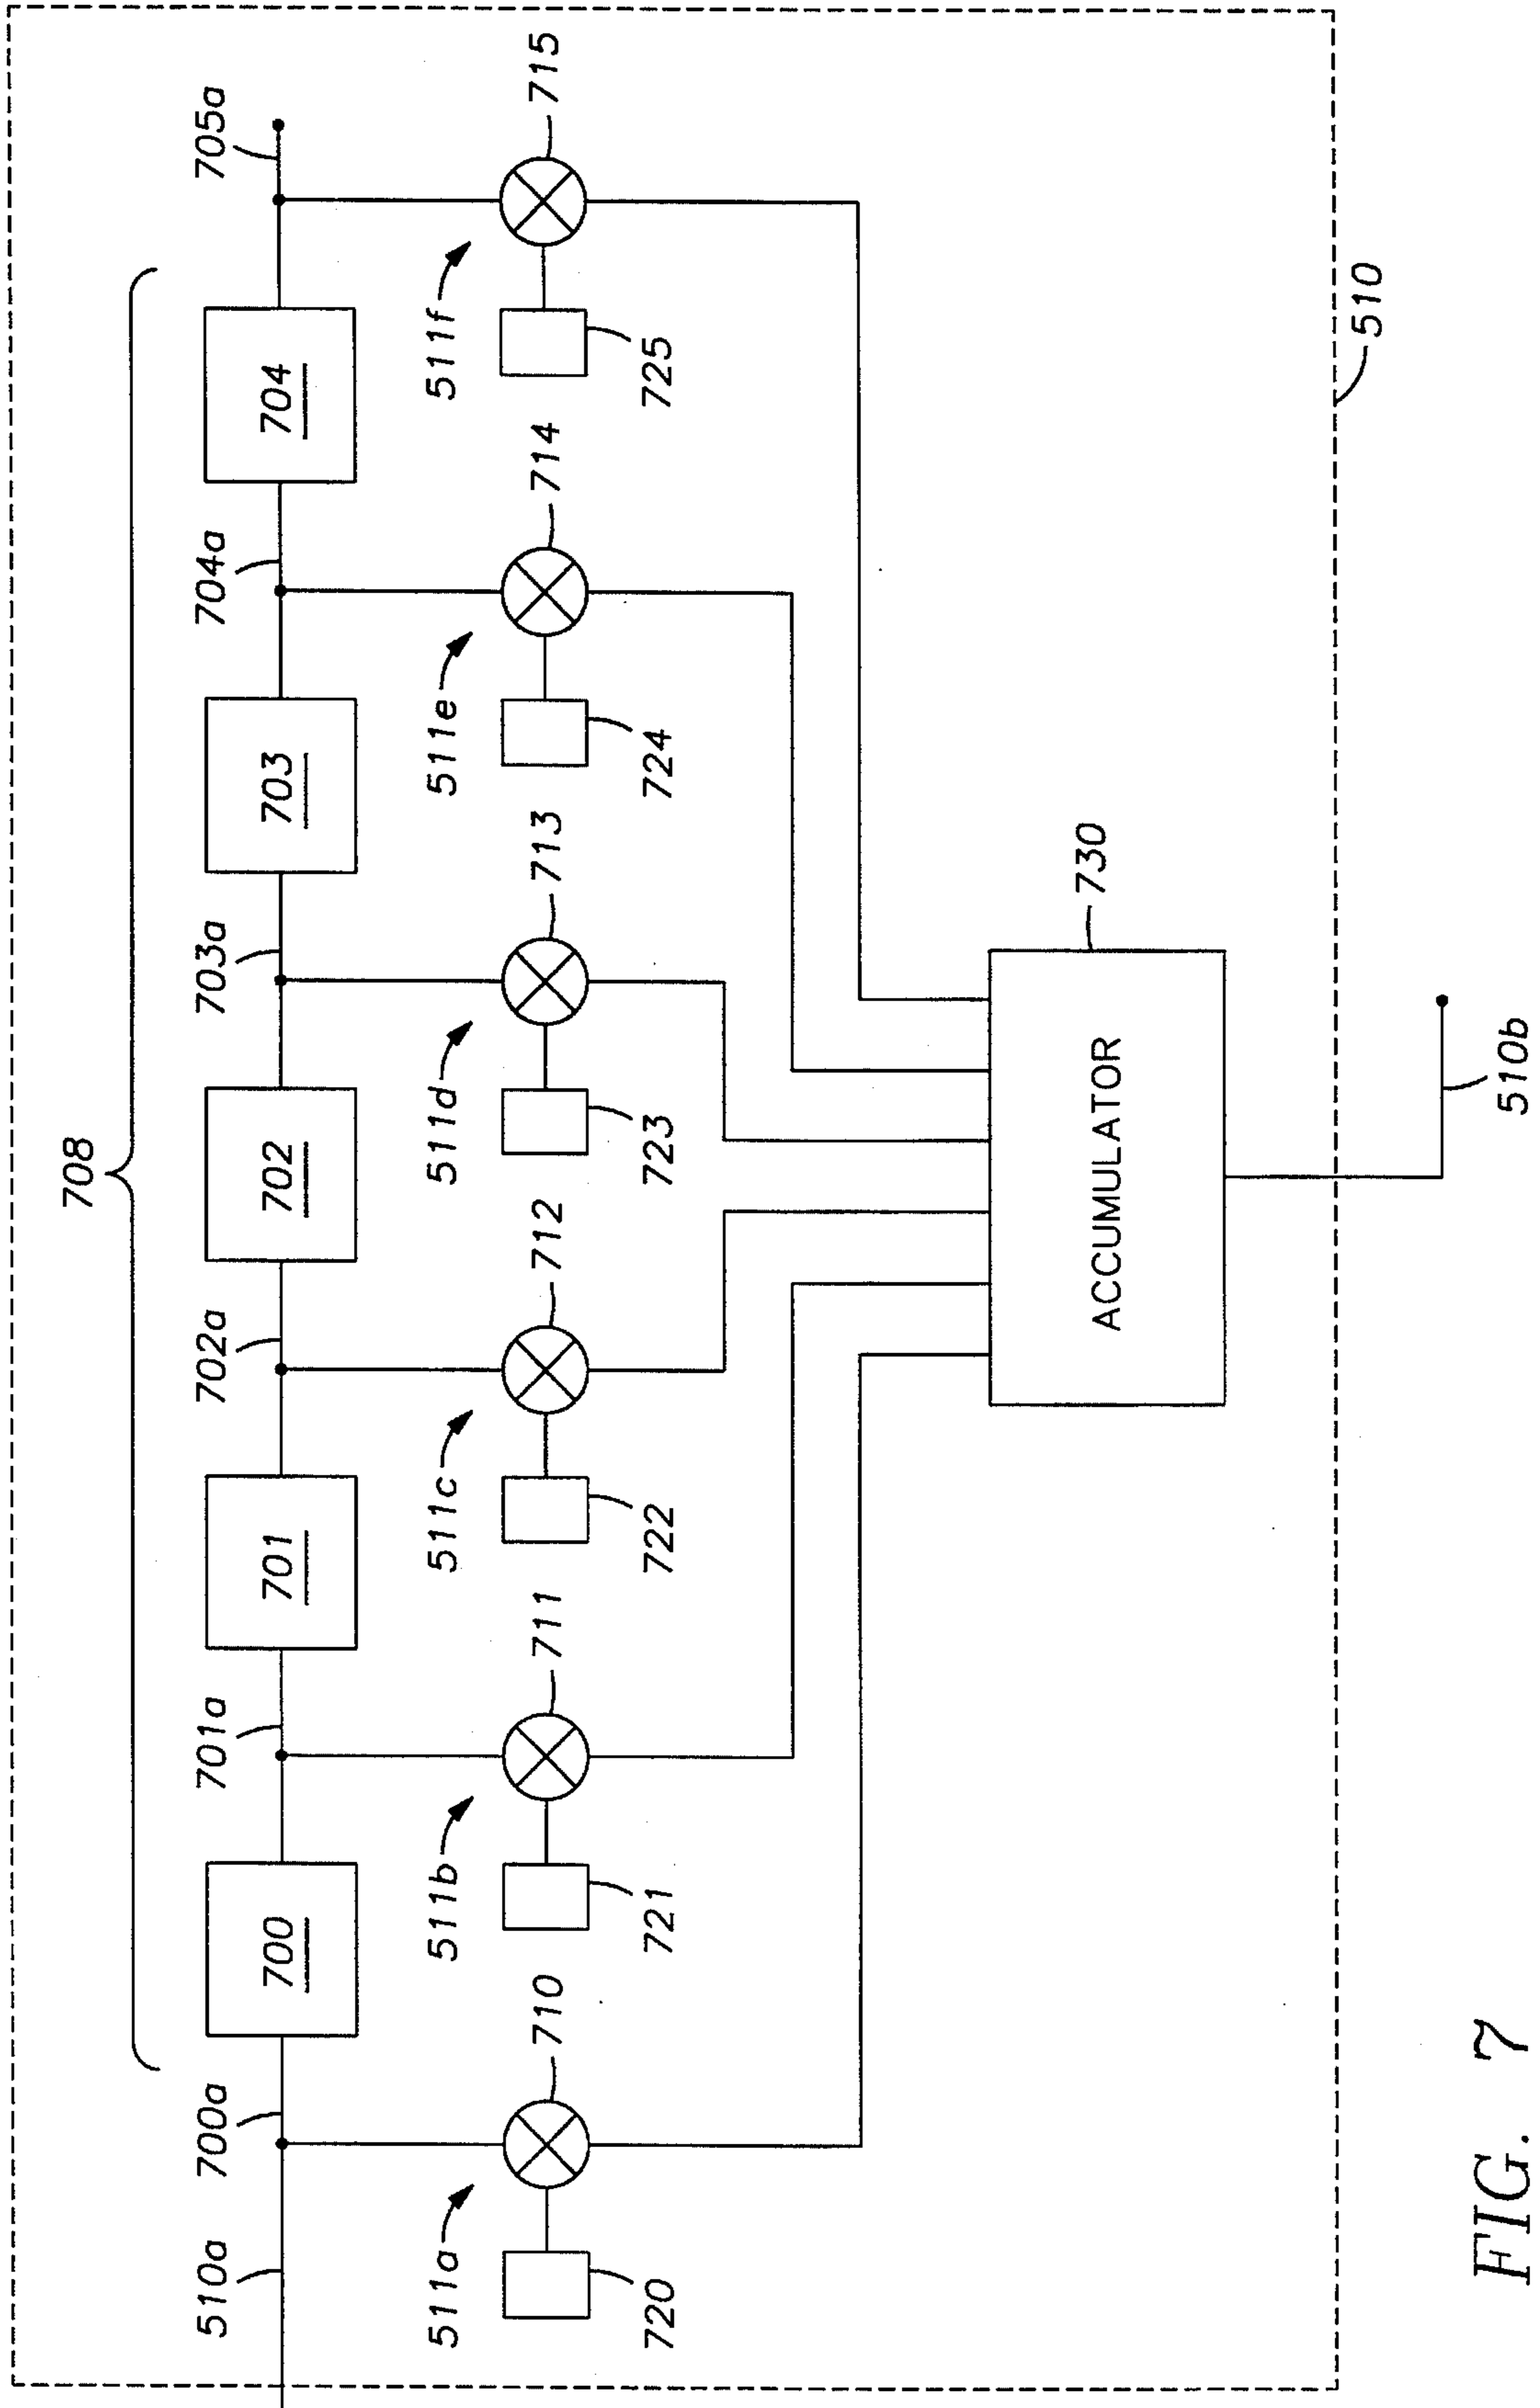 708
510a
700a
701a
702a
703a
704a
705a
700
701
702
703
704
511a
511b
511c
511d
511e
511f
710
711
712
713
714
715
720
721
722
723
724
725
730
ACCUMULATOR
510
510b
FIG. 7